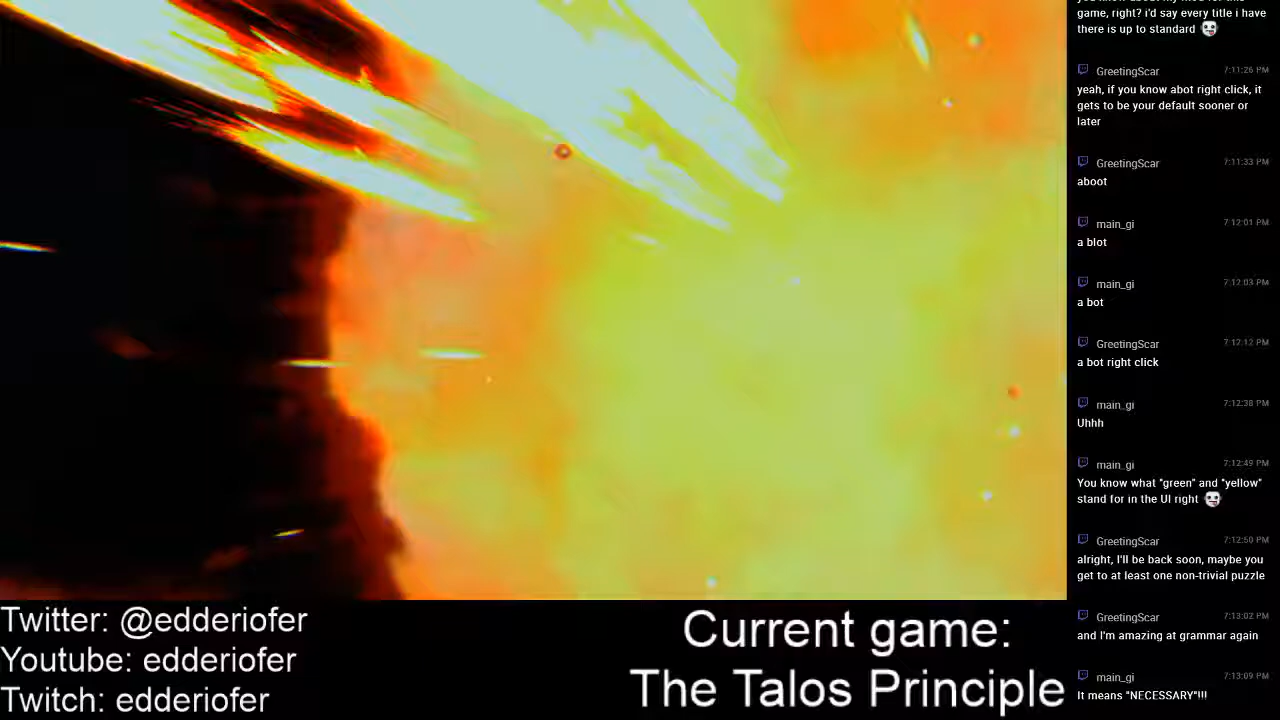 game, right? i'd say every title i have
there is up to standard
GreetingScar 7:11:26 PM
yeah, if you know abot right click, it
gets to be your default sooner or
later
GreetingScar 7:11:33 PM
aboot
main_gi 7:12:01 PM
a blot
main_gi 7:12:03 PM
a bot
GreetingScar 7:12:12 PM
a bot right click
main_gi 7:12:38 PM
Uhhh
main_gi 7:12:49 PM
You know what "green" and "yellow"
stand for in the UI right
GreetingScar 7:12:50 PM
alright, I'll be back soon, maybe you
get to at least one non-trivial puzzle
GreetingScar 7:13:02 PM
and I'm amazing at grammar again
main_gi 7:13:09 PM
It means "NECESSARY"!!!
Twitter: @edderiofer
Youtube: edderiofer
Twitch: edderiofer
Current game:
The Talos Principle